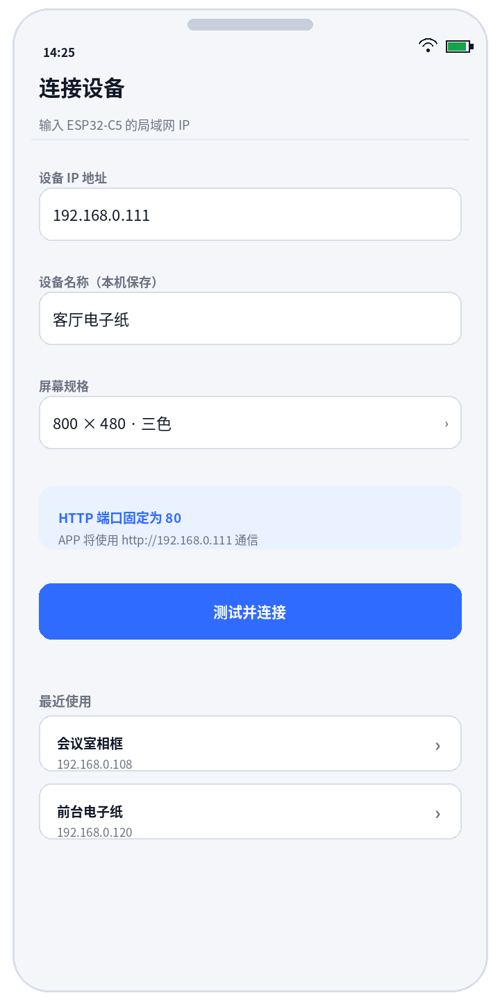 14:25
连接设备
输入 ESP32-C5 的局域网 IP
设备 IP 地址
192.168.0.111
设备名称（本机保存）
客厅电子纸
屏幕规格
800 × 480 · 三色 ›
HTTP 端口固定为 80
APP 将使用 http://192.168.0.111 通信
测试并连接
最近使用
会议室相框 ›
192.168.0.108
前台电子纸 ›
192.168.0.120